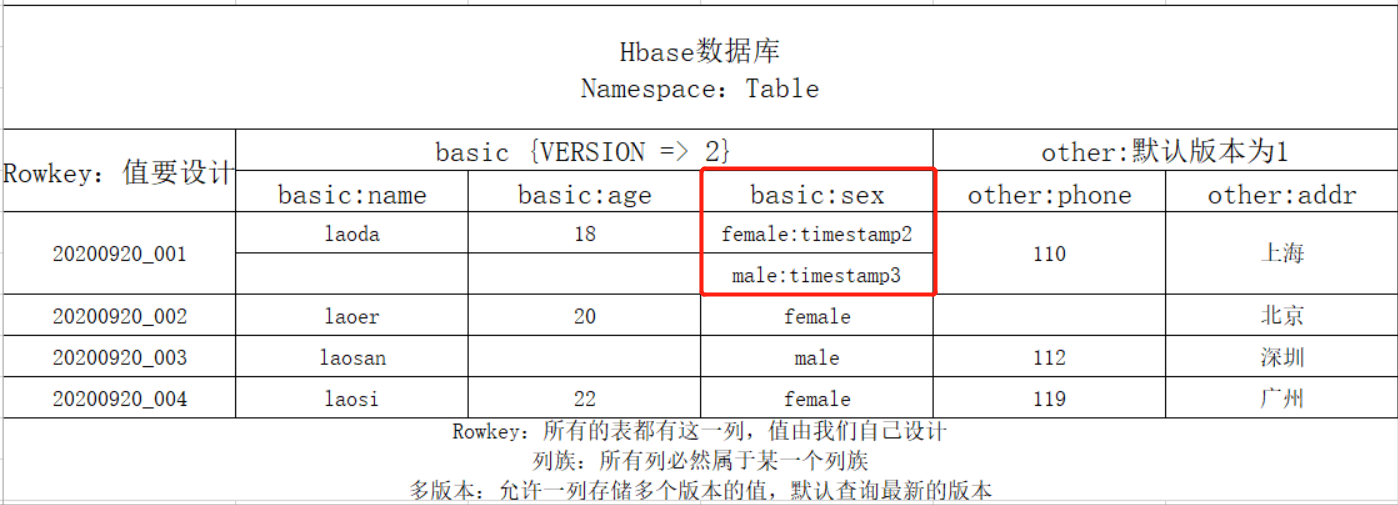 Hbase数据库
Namespace：Table
Rowkey：值要设计 basic {VERSION => 2} other:默认版本为1
basic:name basic:age basic:sex other:phone other:addr
20200920_001 laoda 18 female:timestamp2 110 上海
male:timestamp3
20200920_002 laoer 20 female 北京
20200920_003 laosan male 112 深圳
20200920_004 laosi 22 female 119 广州
Rowkey：所有的表都有这一列，值由我们自己设计
列族：所有列必然属于某一个列族
多版本：允许一列存储多个版本的值，默认查询最新的版本